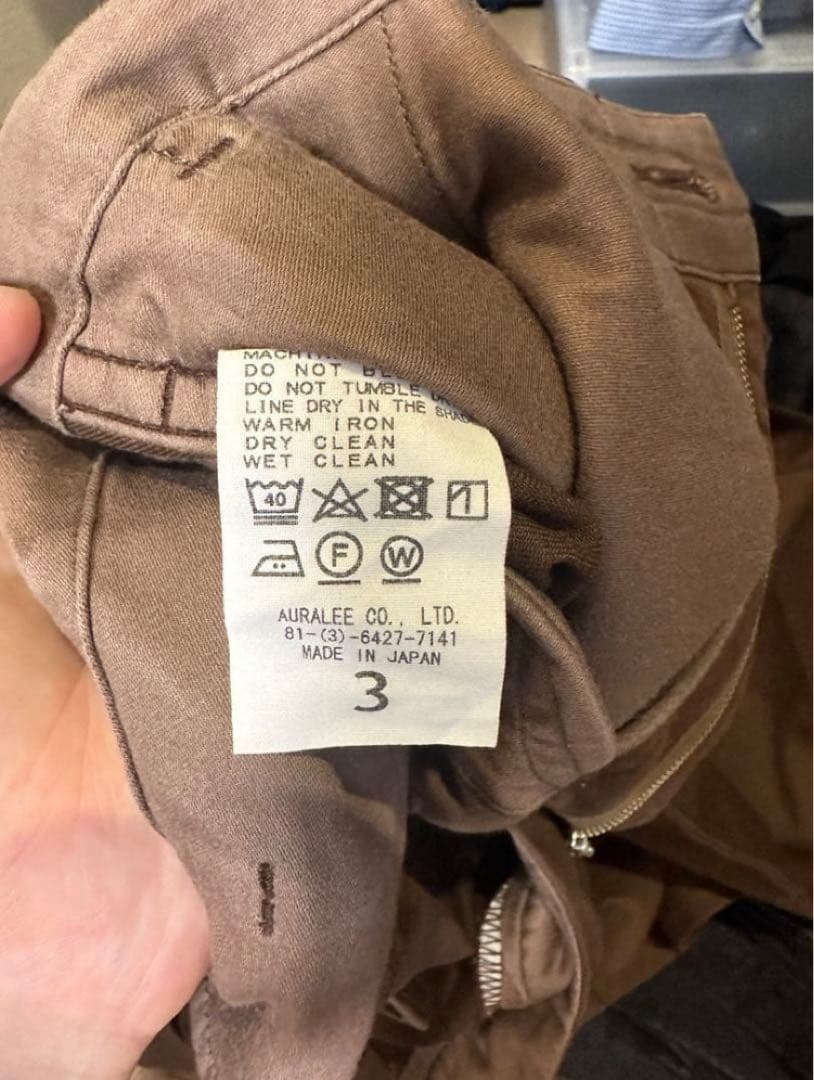 DO NOT
DO NOT TUMBLE
LINE DRY IN THE
WARM IRON
DRY CLEAN
WET CLEAN
40
F W
AURALEE CO., LTD.
81-(3)-6427-7141
MADE IN JAPAN
3